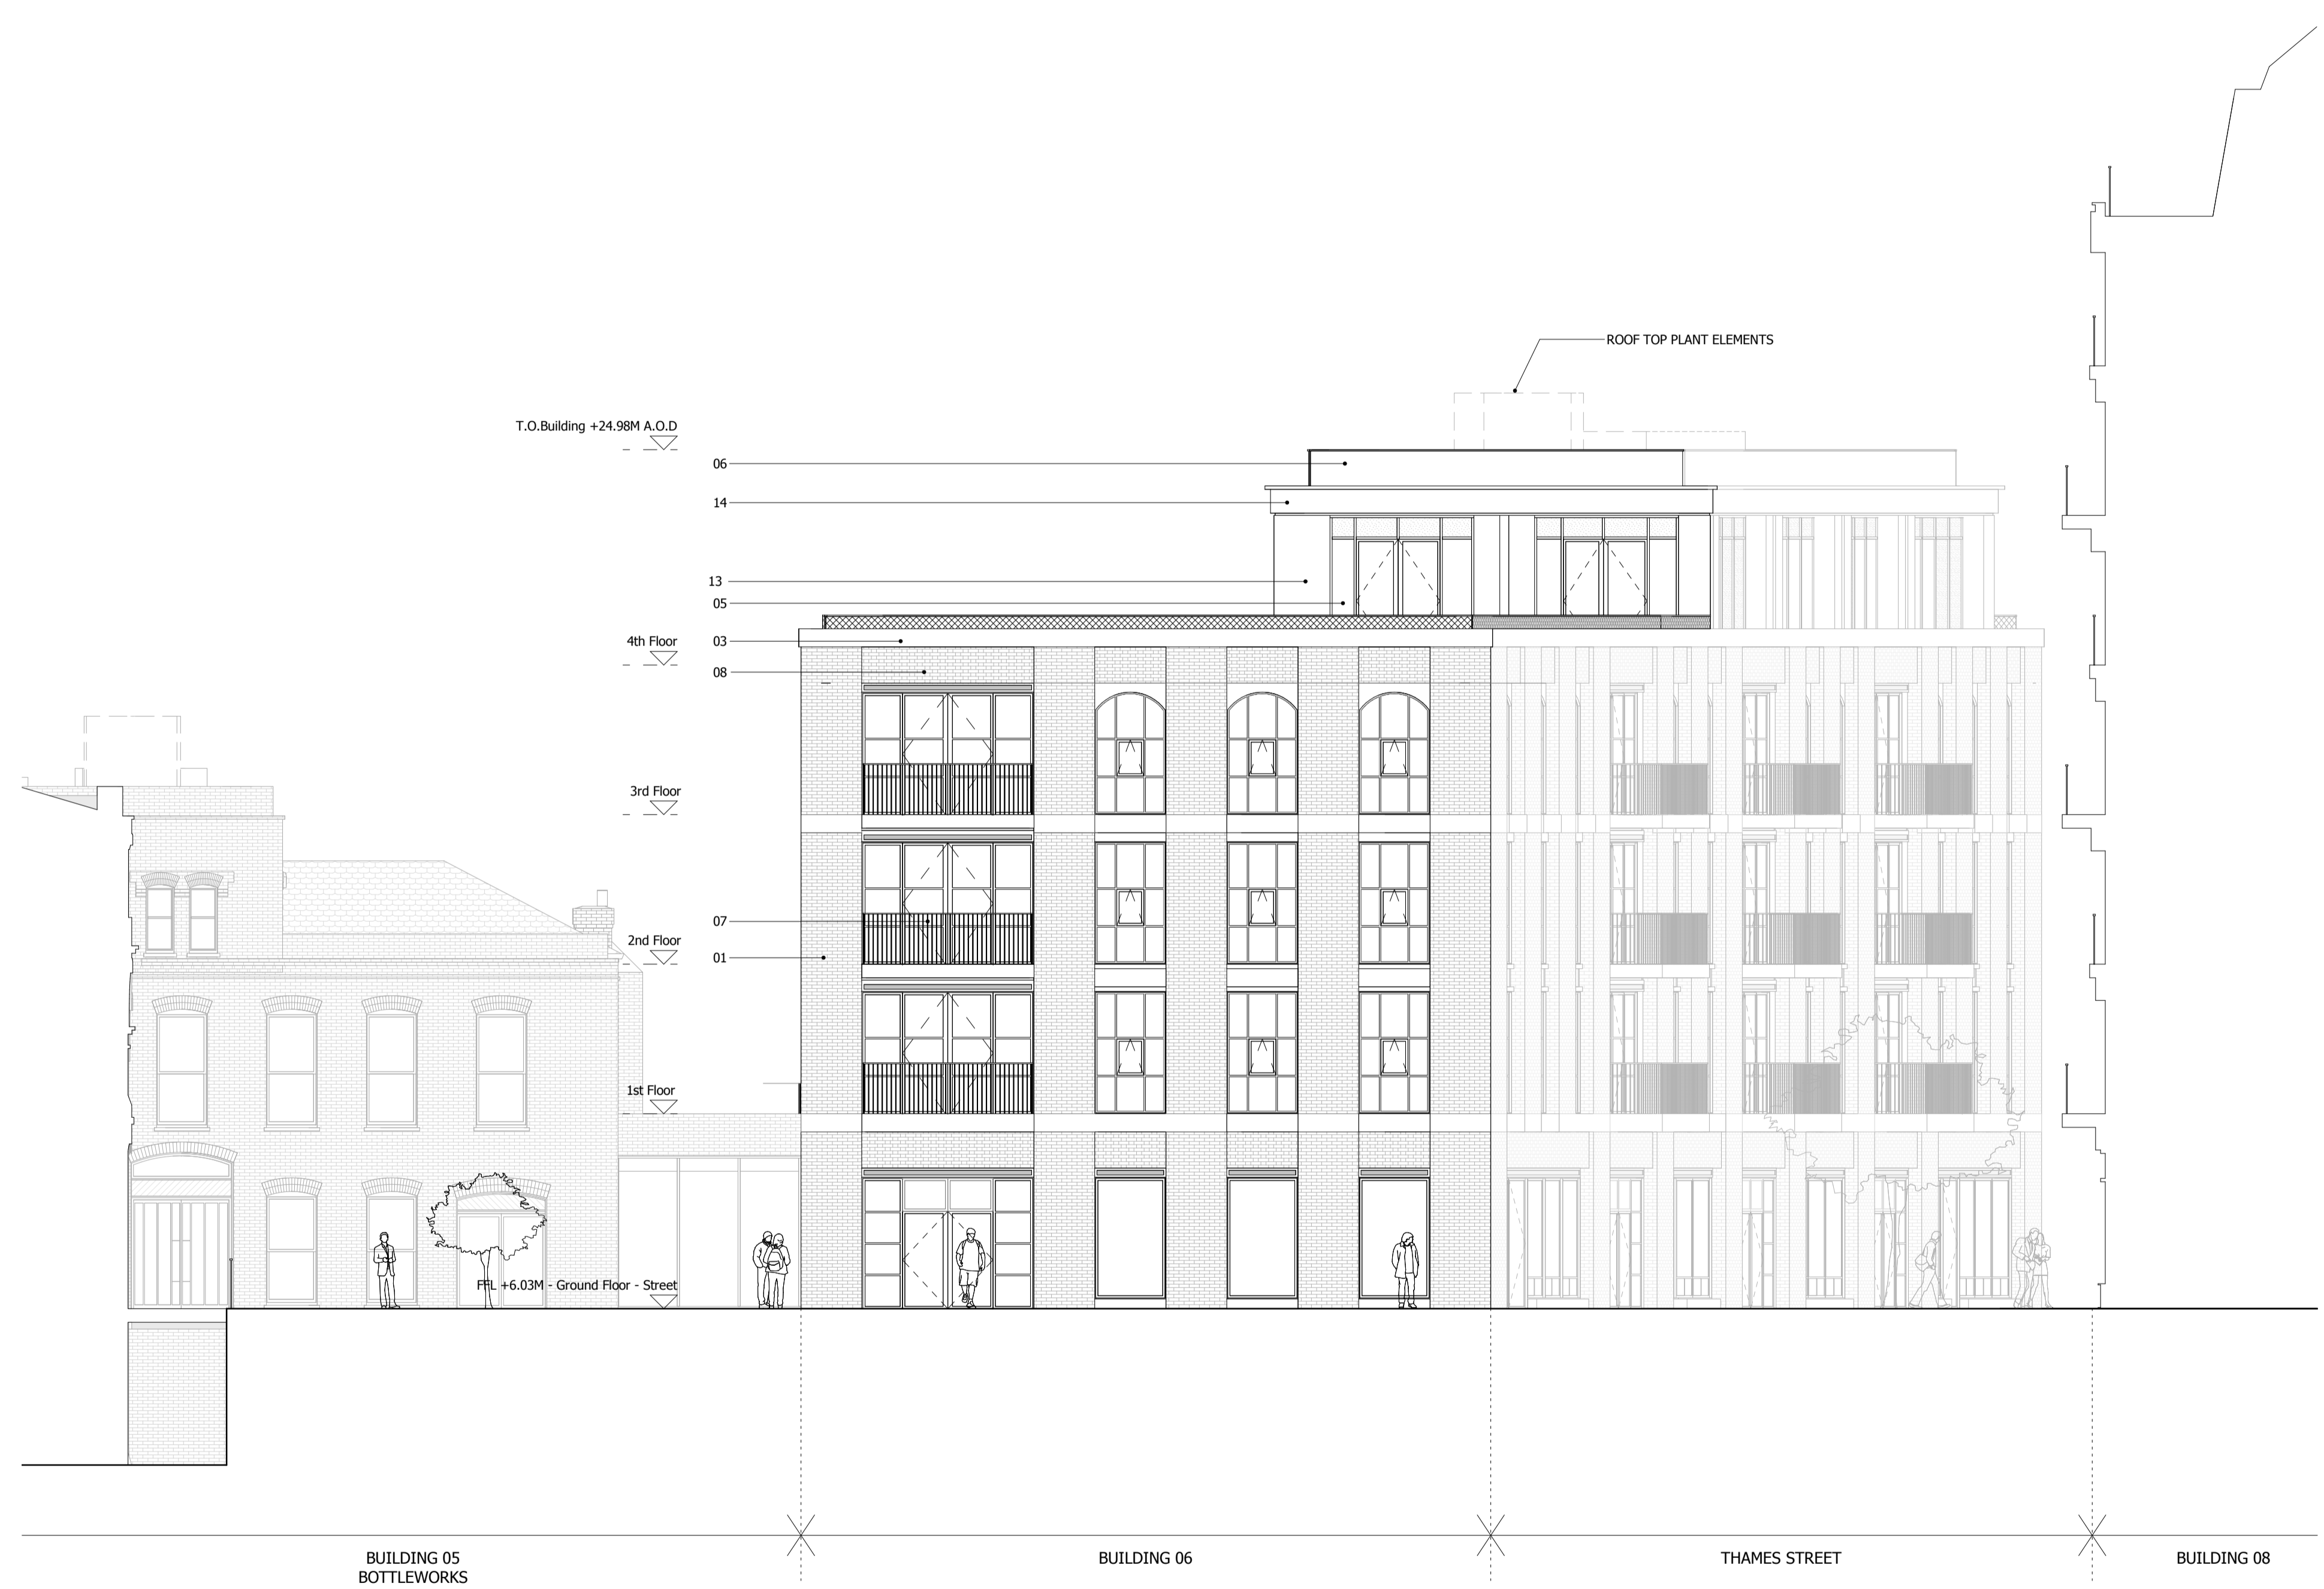 ROOF TOP PLANT ELEMENTS
T.O.Building +24.98M A.O.D
06
14
13
05
4th Floor
03
08
3rd Floor
07
2nd Floor
01
1st Floor
FFL +6.03M - Ground Floor - Street
BUILDING 05
BOTTLEWORKS
BUILDING 06
THAMES STREET
BUILDING 08